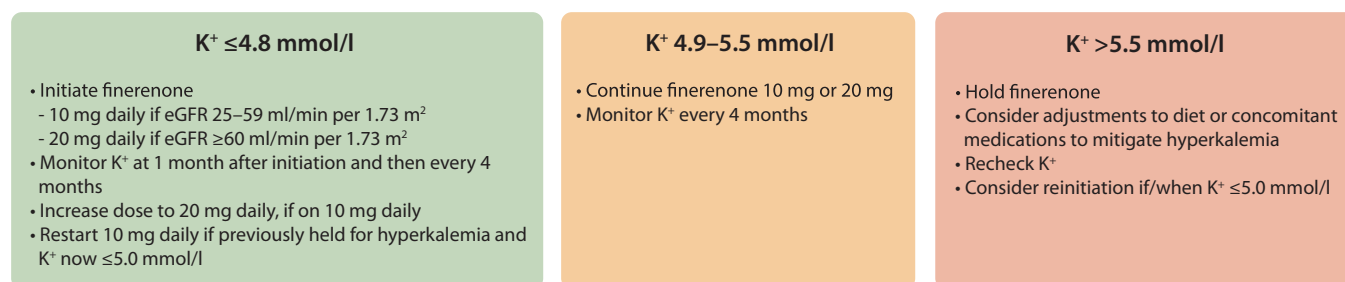 K⁺ ≤4.8 mmol/l
• Initiate finerenone
- 10 mg daily if eGFR 25–59 ml/min per 1.73 m²
- 20 mg daily if eGFR ≥60 ml/min per 1.73 m²
• Monitor K⁺ at 1 month after initiation and then every 4
months
• Increase dose to 20 mg daily, if on 10 mg daily
• Restart 10 mg daily if previously held for hyperkalemia and
K⁺ now ≤5.0 mmol/l
K⁺ 4.9–5.5 mmol/l
• Continue finerenone 10 mg or 20 mg
• Monitor K⁺ every 4 months
K⁺ >5.5 mmol/l
• Hold finerenone
• Consider adjustments to diet or concomitant
medications to mitigate hyperkalemia
• Recheck K⁺
• Consider reinitiation if/when K⁺ ≤5.0 mmol/l